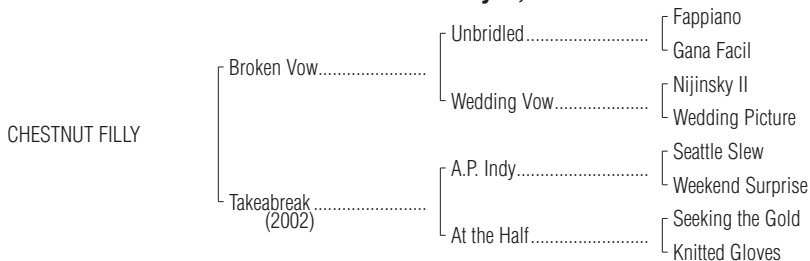 Fappiano
Unbridled
Gana Facil
Broken Vow
Nijinsky II
Wedding Vow
Wedding Picture
CHESTNUT FILLY
Seattle Slew
A.P. Indy
Weekend Surprise
Takeabreak
(2002)
Seeking the Gold
At the Half
Knitted Gloves